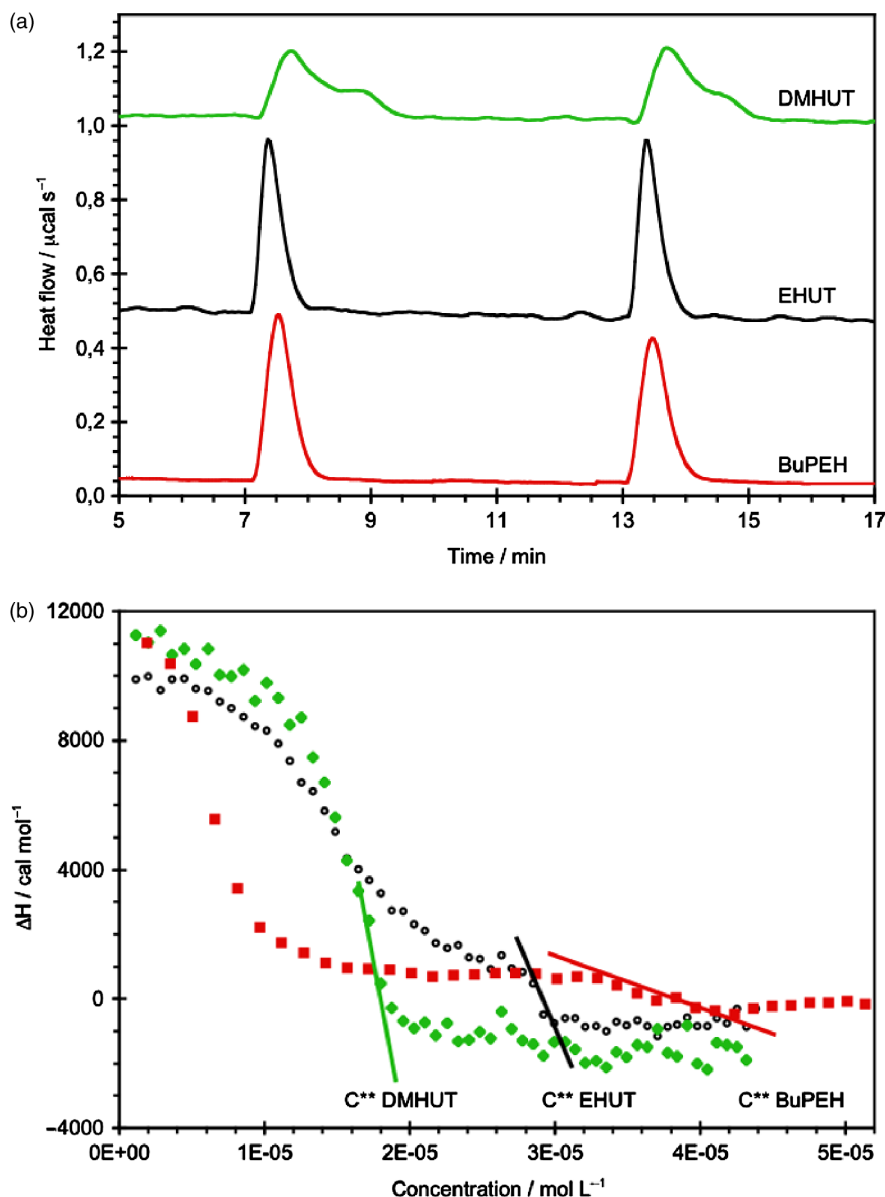 (a)
1,2
DMHUT
1,0
0,8
Heat flow / μcal s⁻¹
0,6
EHUT
0,4
0,2
BuPEH
0,0
5 7 9 11 13 15 17
Time / min
(b)
12000
8000
ΔH / cal mol⁻¹
4000
0
C** DMHUT C** EHUT C** BuPEH
−4000
0E+00 1E-05 2E-05 3E-05 4E-05 5E-05
Concentration / mol L⁻¹